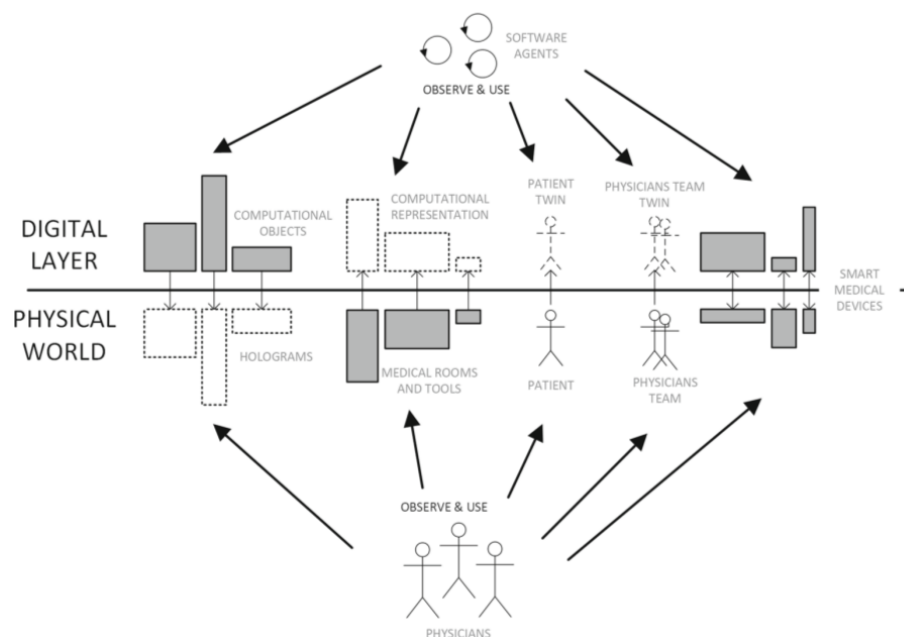 SOFTWARE
AGENTS
OBSERVE & USE
PATIENT
TWIN
PHYSICIANS TEAM
TWIN
COMPUTATIONAL
REPRESENTATION
COMPUTATIONAL
OBJECTS
DIGITAL
LAYER
SMART
MEDICAL
DEVICES
PHYSICAL
WORLD
HOLOGRAMS
MEDICAL ROOMS
AND TOOLS
PATIENT
PHYSICIANS
TEAM
OBSERVE & USE
PHYSICIANS